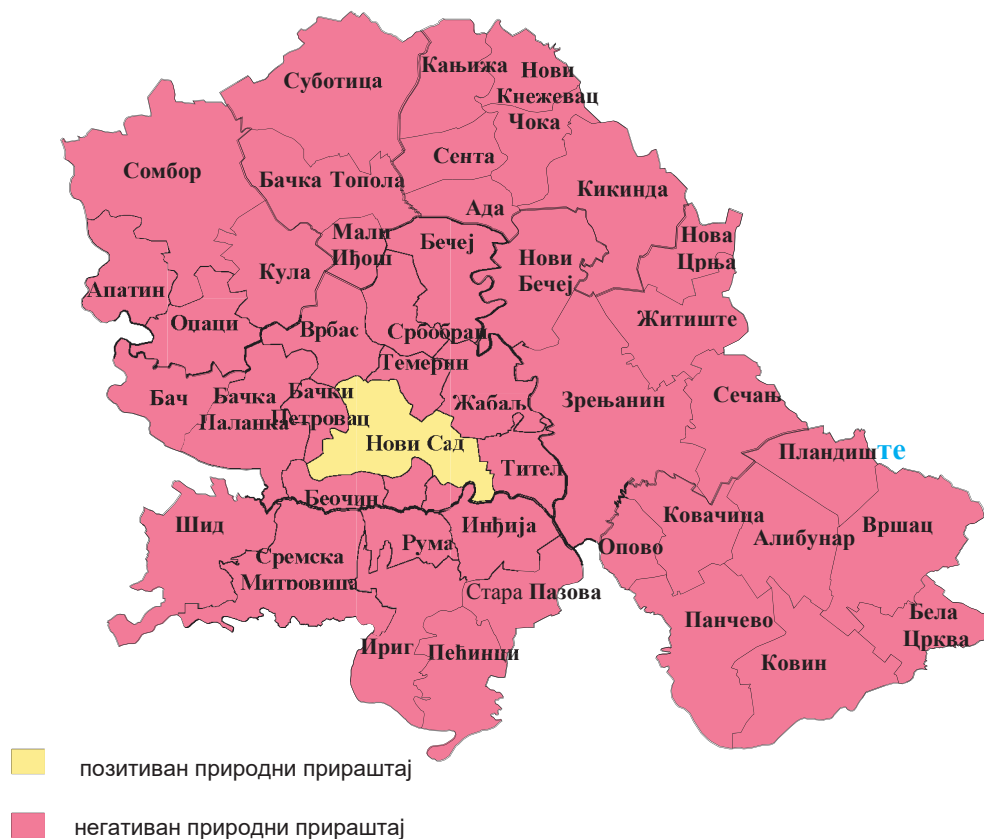 Суботица
Кањижа
Нови
Кнежевац
Чока
Сомбор
Бачка Топола
Сента
Кикинда
Ада
Мали
Иђош
Бечеј
Нова
Црња
Нови
Бечеј
Апатин
Кула
Оџаци
Врбас
Србобран
Житиште
Темерин
Бач
Бачка
Паланка
Бачки
Петровац
Жабаљ
Зрењанин
Сечањ
Нови Сад
Тител
Пландиште
Беочин
Шид
Сремска
Митровица
Рума
Инђија
Ковачица
Опово
Алибунар
Вршац
Стара Пазова
Панчево
Бела
Црква
Ириг
Пећинци
Ковин
позитиван природни прираштај
негативан природни прираштај